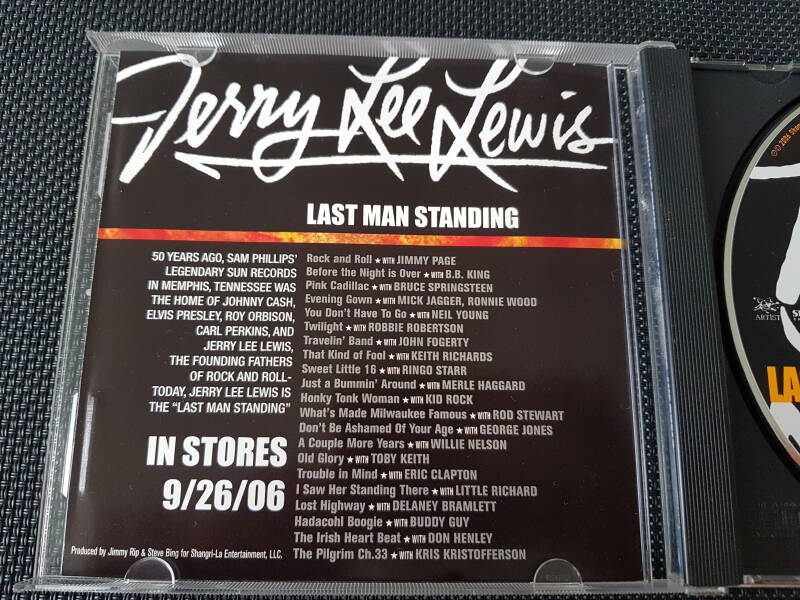 Jerry Lee Lewis
LAST MAN STANDING
50 YEARS AGO, SAM PHILLIPS'
LEGENDARY SUN RECORDS
IN MEMPHIS, TENNESSEE WAS
THE HOME OF JOHNNY CASH,
ELVIS PRESLEY, ROY ORBISON,
CARL PERKINS, AND
JERRY LEE LEWIS,
THE FOUNDING FATHERS
OF ROCK AND ROLL-
TODAY, JERRY LEE LEWIS IS
THE "LAST MAN STANDING"
IN STORES
9/26/06
Rock and Roll ★ WITH JIMMY PAGE
Before the Night is Over ★ WITH B.B. KING
Pink Cadillac ★ WITH BRUCE SPRINGSTEEN
Evening Gown ★ WITH MICK JAGGER, RONNIE WOOD
You Don't Have To Go ★ WITH NEIL YOUNG
Twilight ★ WITH ROBBIE ROBERTSON
Travelin' Band ★ WITH JOHN FOGERTY
That Kind of Fool ★ WITH KEITH RICHARDS
Sweet Little 16 ★ WITH RINGO STARR
Just a Bummin' Around ★ WITH MERLE HAGGARD
Honky Tonk Woman ★ WITH KID ROCK
What's Made Milwaukee Famous ★ WITH ROD STEWART
Don't Be Ashamed Of Your Age ★ WITH GEORGE JONES
A Couple More Years ★ WITH WILLIE NELSON
Old Glory ★ WITH TOBY KEITH
Trouble in Mind ★ WITH ERIC CLAPTON
I Saw Her Standing There ★ WITH LITTLE RICHARD
Lost Highway ★ WITH DELANEY BRAMLETT
Hadacohl Boogie ★ WITH BUDDY GUY
The Irish Heart Beat ★ WITH DON HENLEY
The Pilgrim Ch.33 ★ WITH KRIS KRISTOFFERSON
Produced by Jimmy Rip & Steve Bing for Shangri-La Entertainment, LLC.
℗© 2006
ARTIST
LA